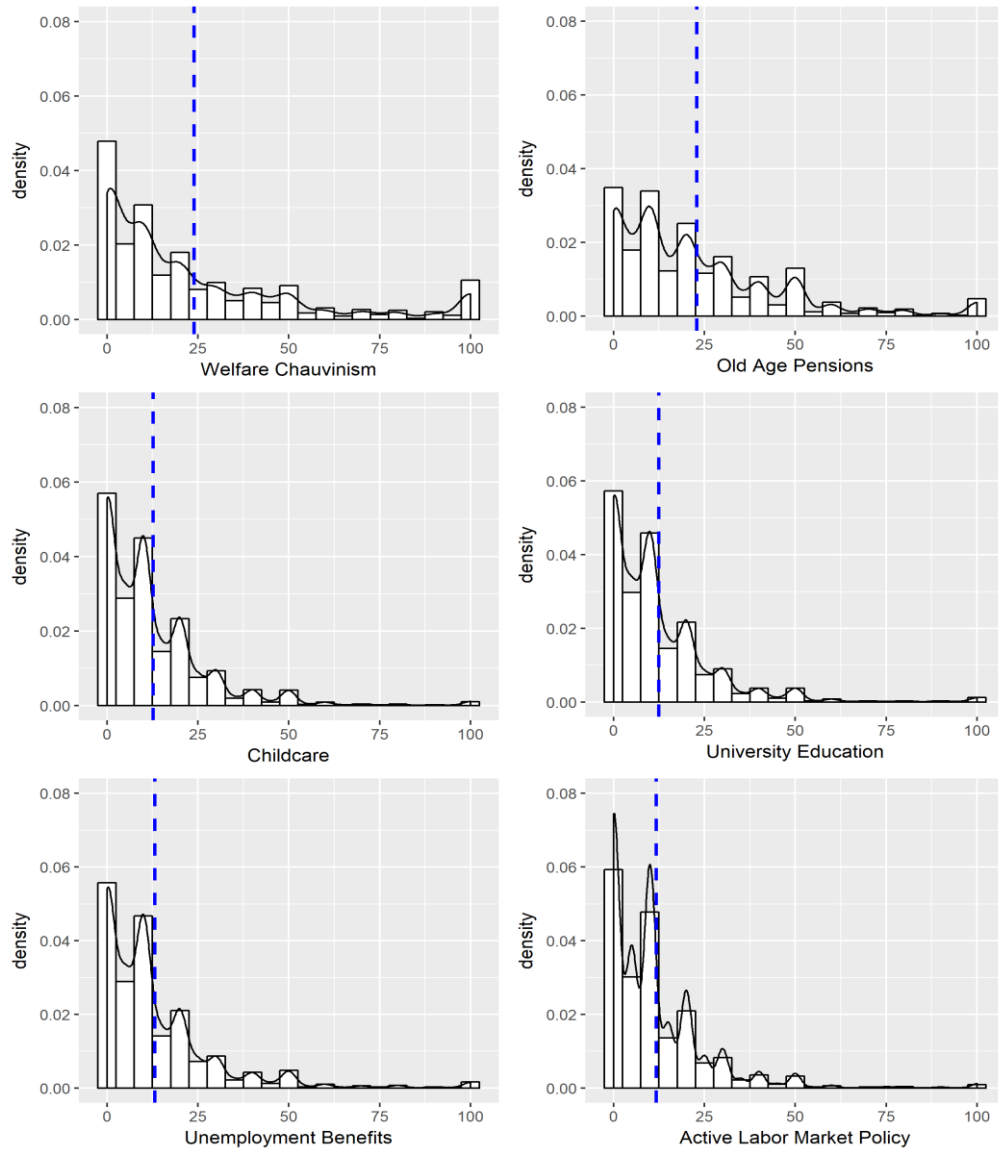 0.08
0.06
0.04
0.02
0.00
density
0 25 50 75 100
Welfare Chauvinism
0.08
0.06
0.04
0.02
0.00
density
0 25 50 75 100
Old Age Pensions
0.08
0.06
0.04
0.02
0.00
density
0 25 50 75 100
Childcare
0.08
0.06
0.04
0.02
0.00
density
0 25 50 75 100
University Education
0.08
0.06
0.04
0.02
0.00
density
0 25 50 75 100
Unemployment Benefits
0.08
0.06
0.04
0.02
0.00
density
0 25 50 75 100
Active Labor Market Policy